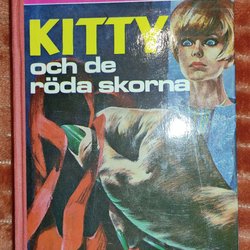 KITTY
och de
röda skorna